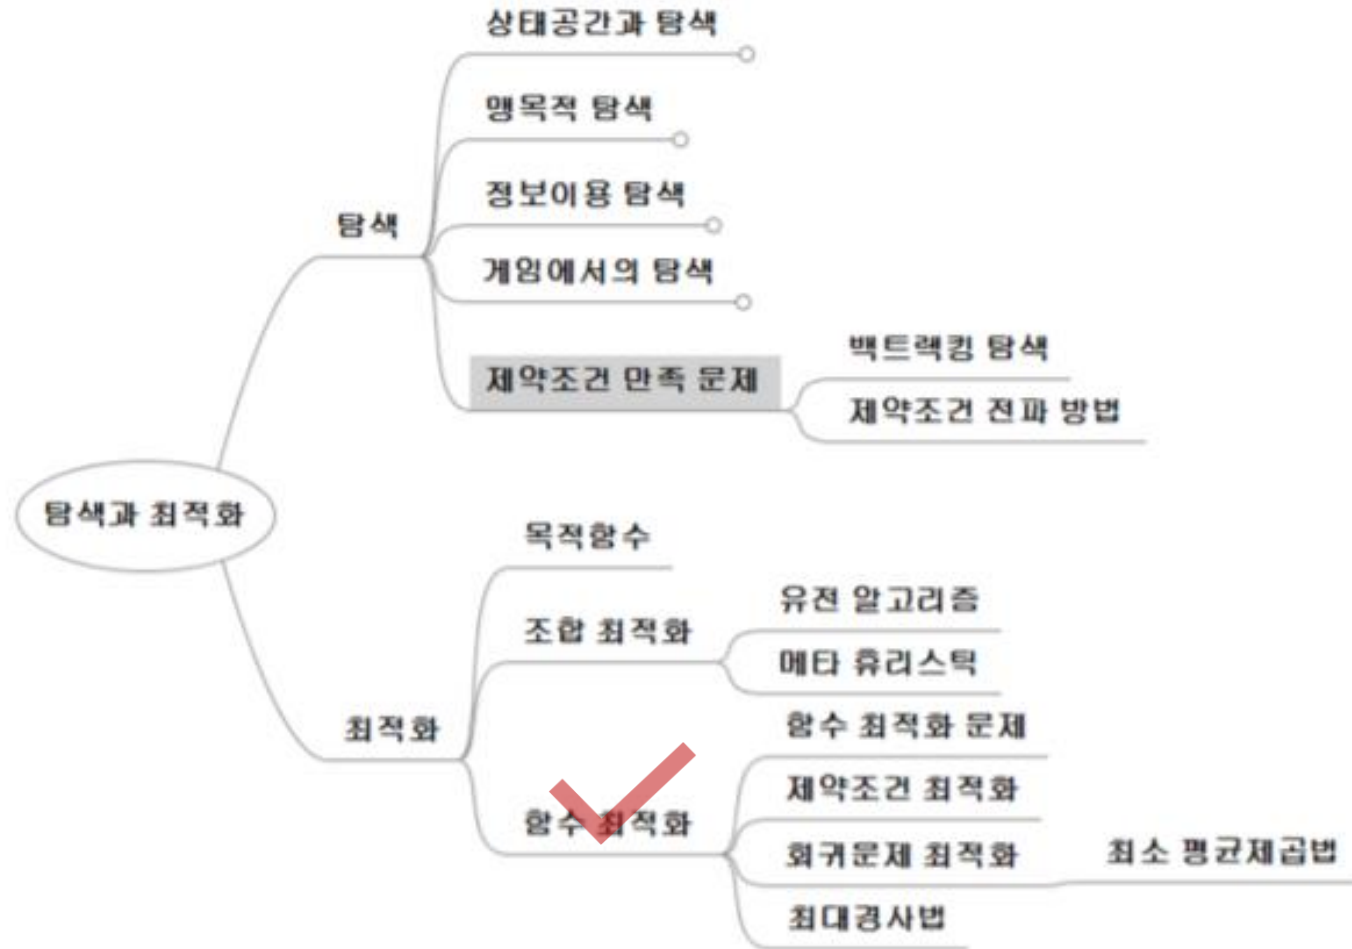 상태공간과 탐색
맹목적 탐색
정보이용 탐색
탐색
게임에서의 탐색
제약조건 만족 문제
백트랙킹 탐색
제약조건 전파 방법
탐색과 최적화
목적함수
조합 최적화
유전 알고리즘
메타 휴리스틱
최적화
함수 최적화
함수 최적화 문제
제약조건 최적화
회귀문제 최적화
최소 평균제곱법
최대경사법